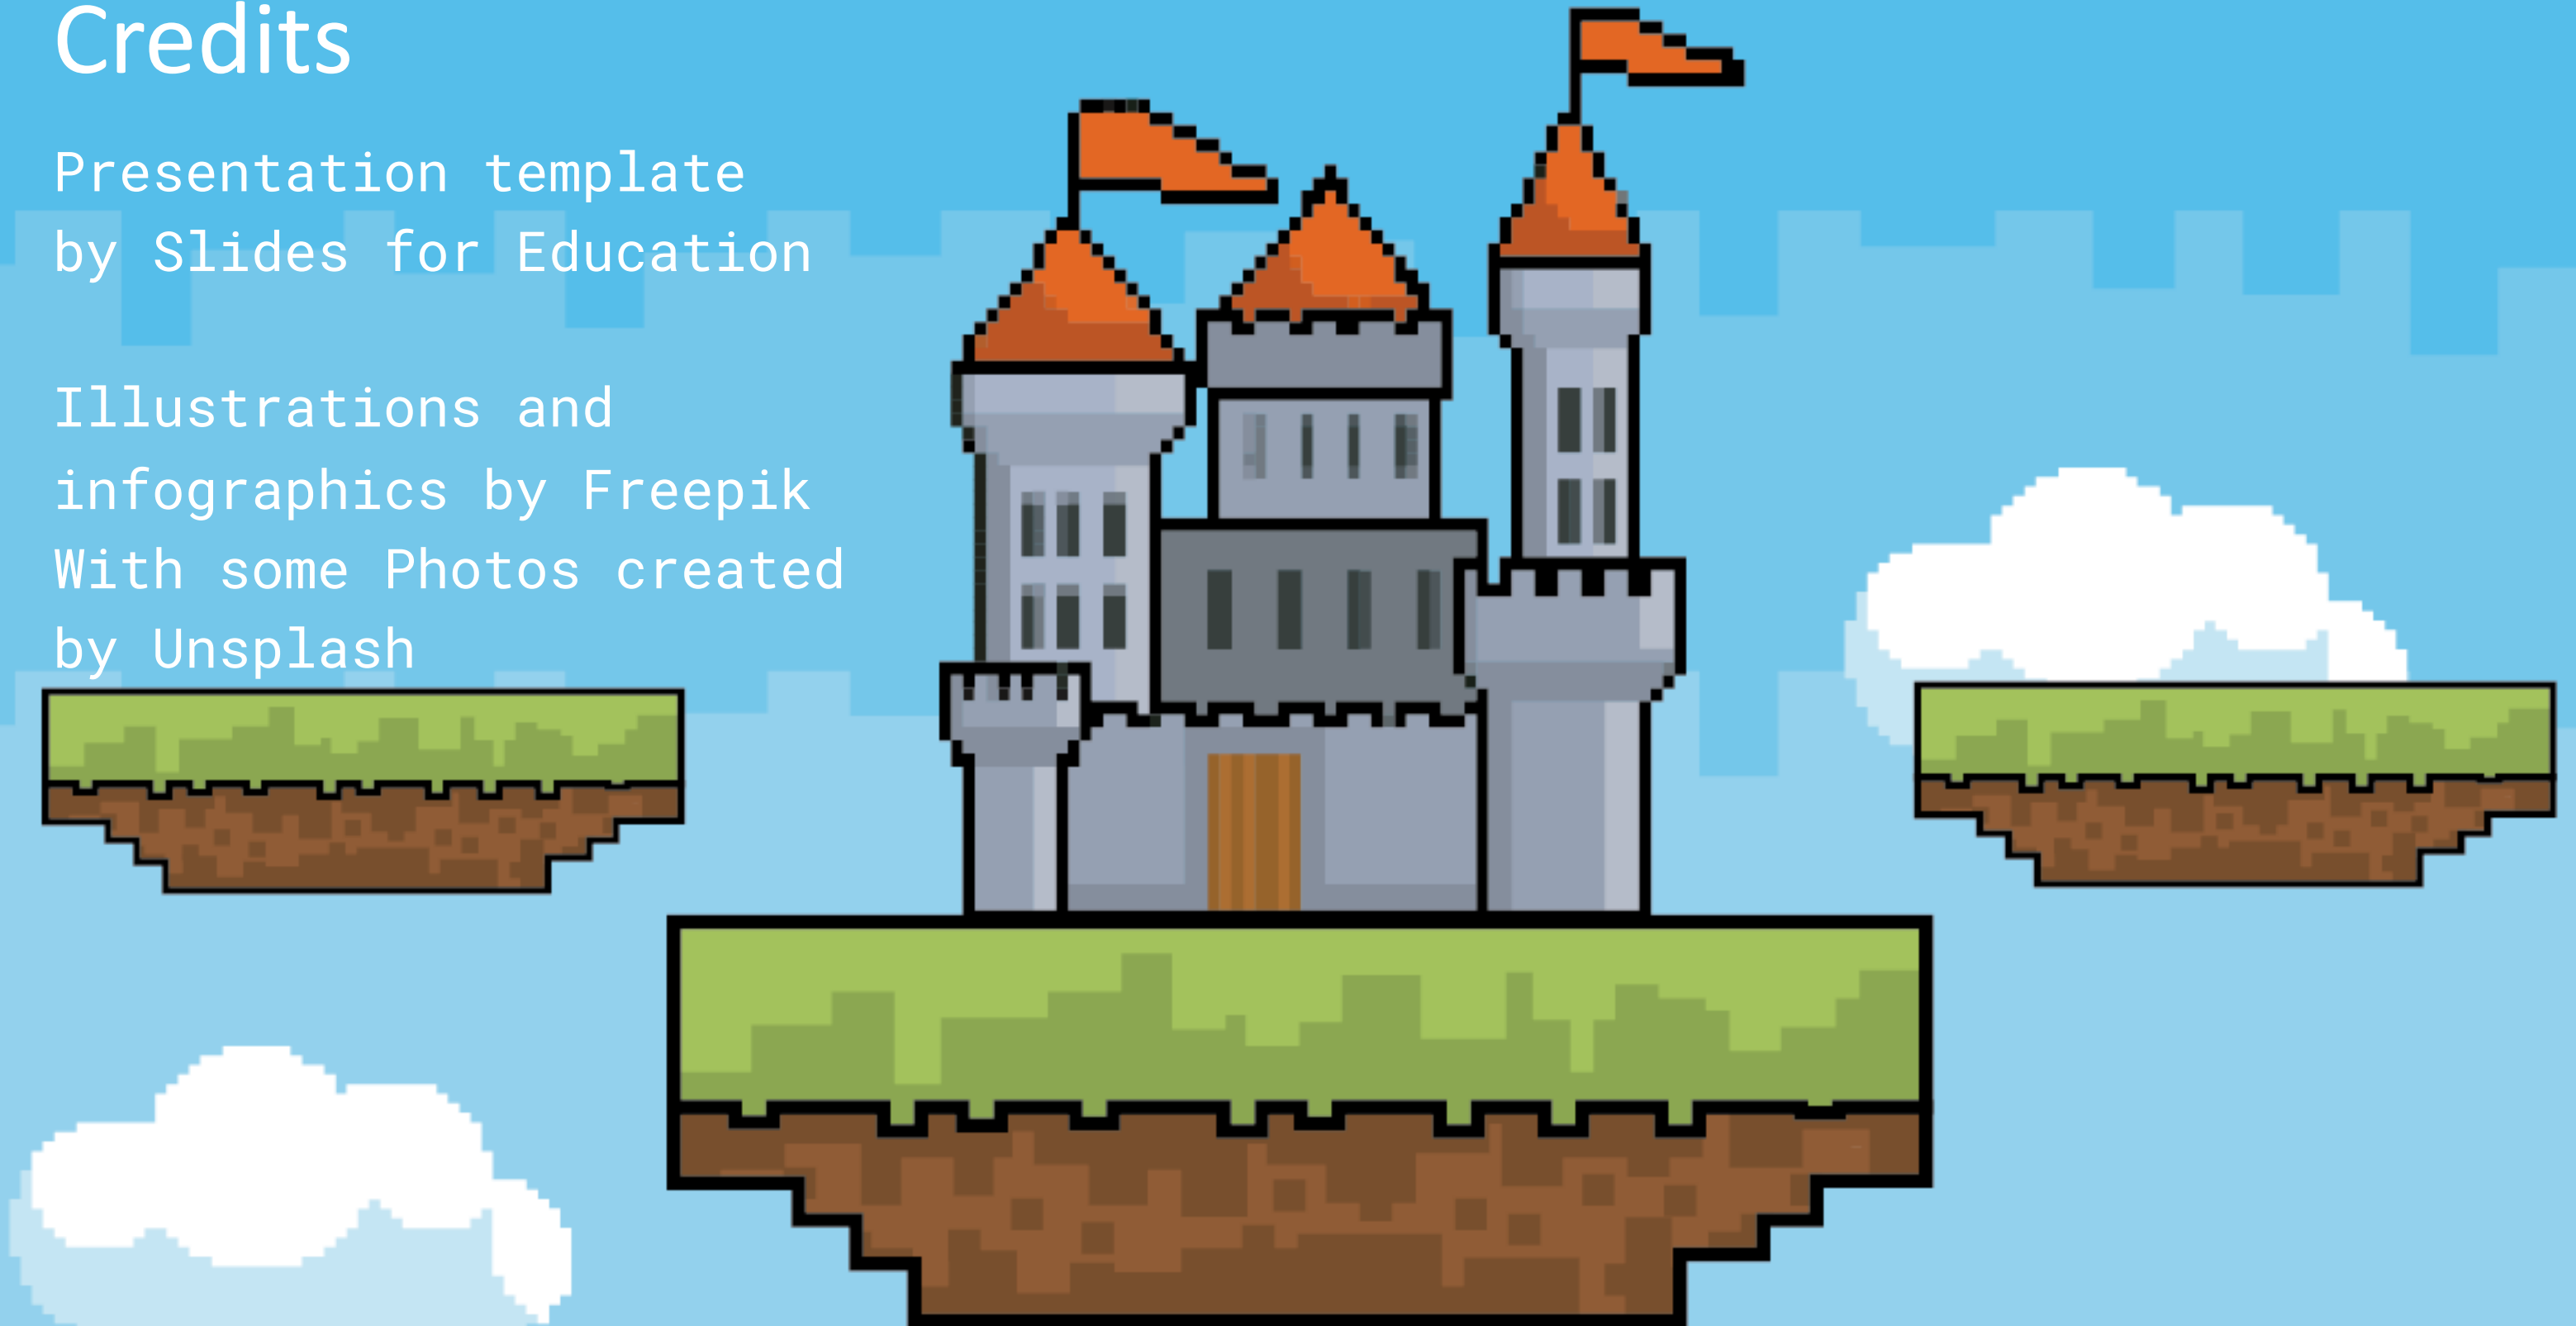 Credits
Presentation template
by Slides for Education
Illustrations and
infographics by Freepik
With some Photos created
by Unsplash